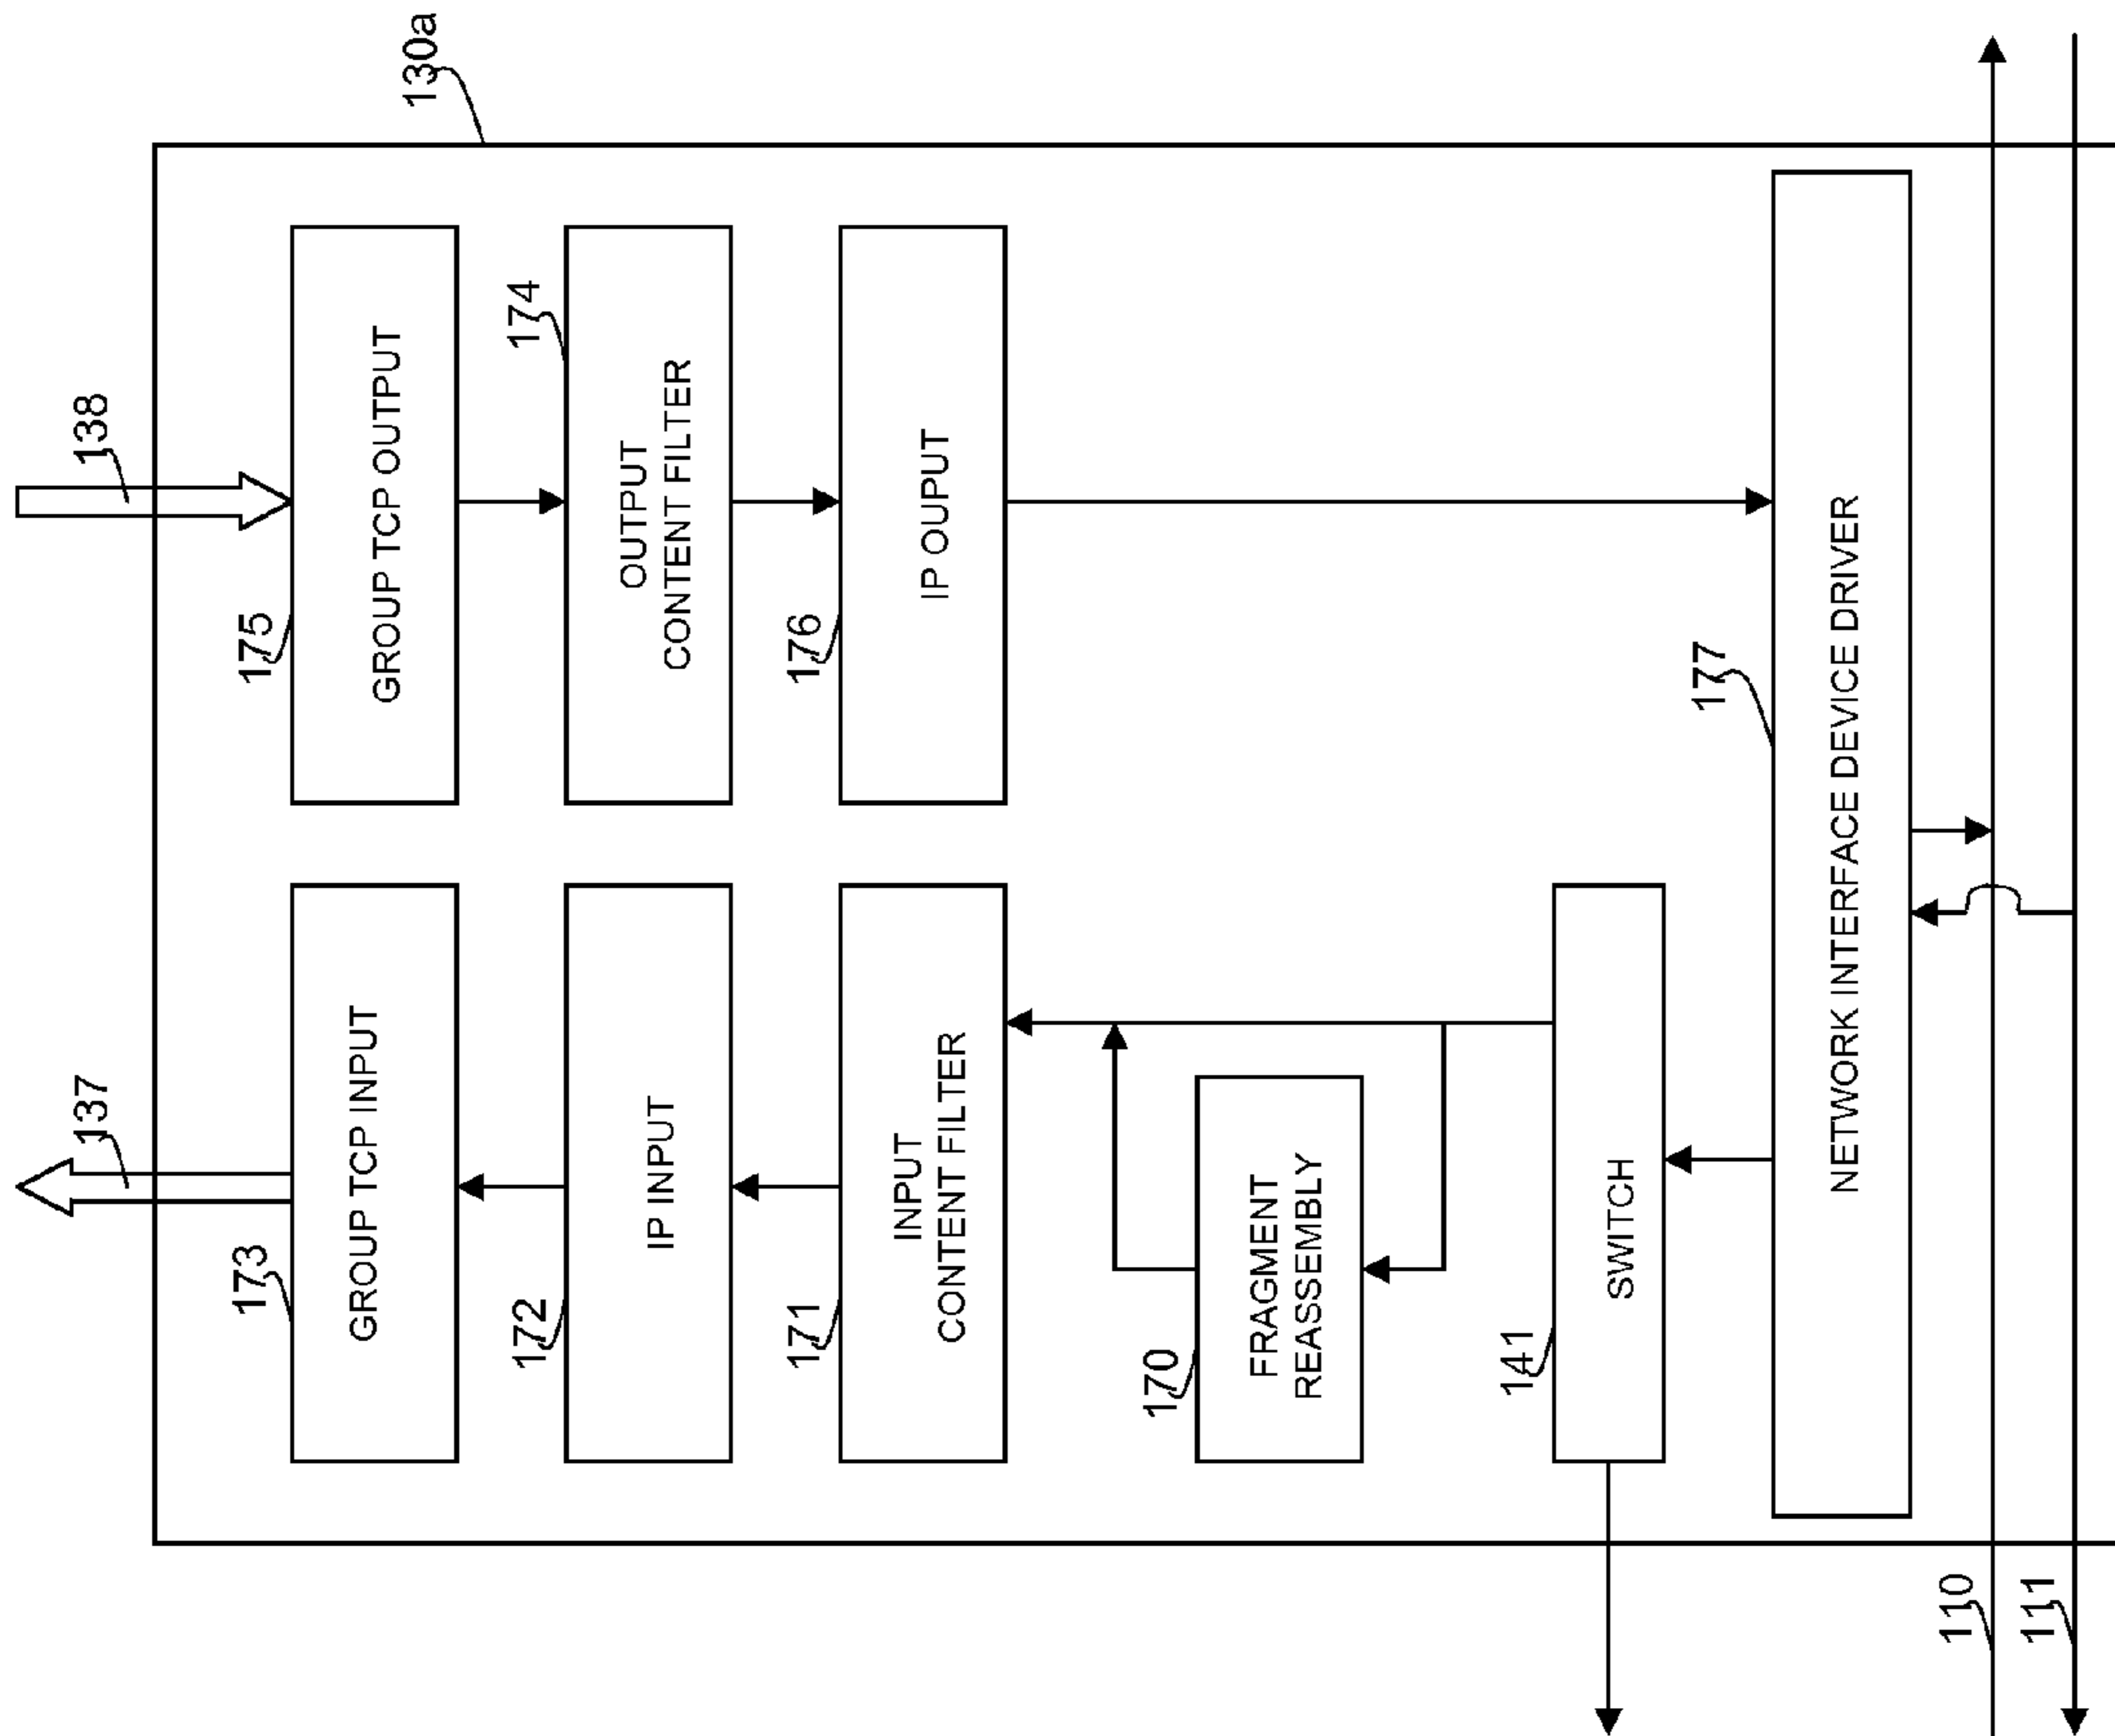 130a
138
137
175
GROUP TCP OUTPUT
173
GROUP TCP INPUT
174
OUTPUT
CONTENT FILTER
172
IP INPUT
176
IP OUPUT
171
INPUT
CONTENT FILTER
170
FRAGMENT
REASSEMBLY
141
SWITCH
177
NETWORK INTERFACE DEVICE DRIVER
110
111